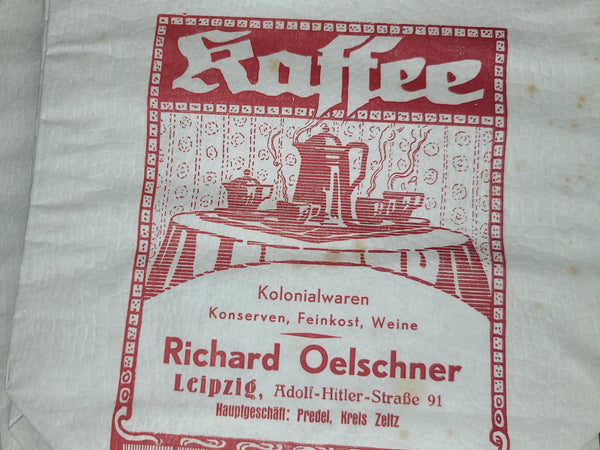 Kaffee
Kolonialwaren
Konserven, Feinkost, Weine
Richard Oelschner
Leipzig, Adolf-Hitler-Straße 91
Hauptgeschäft: Predel, Kreis Zeitz